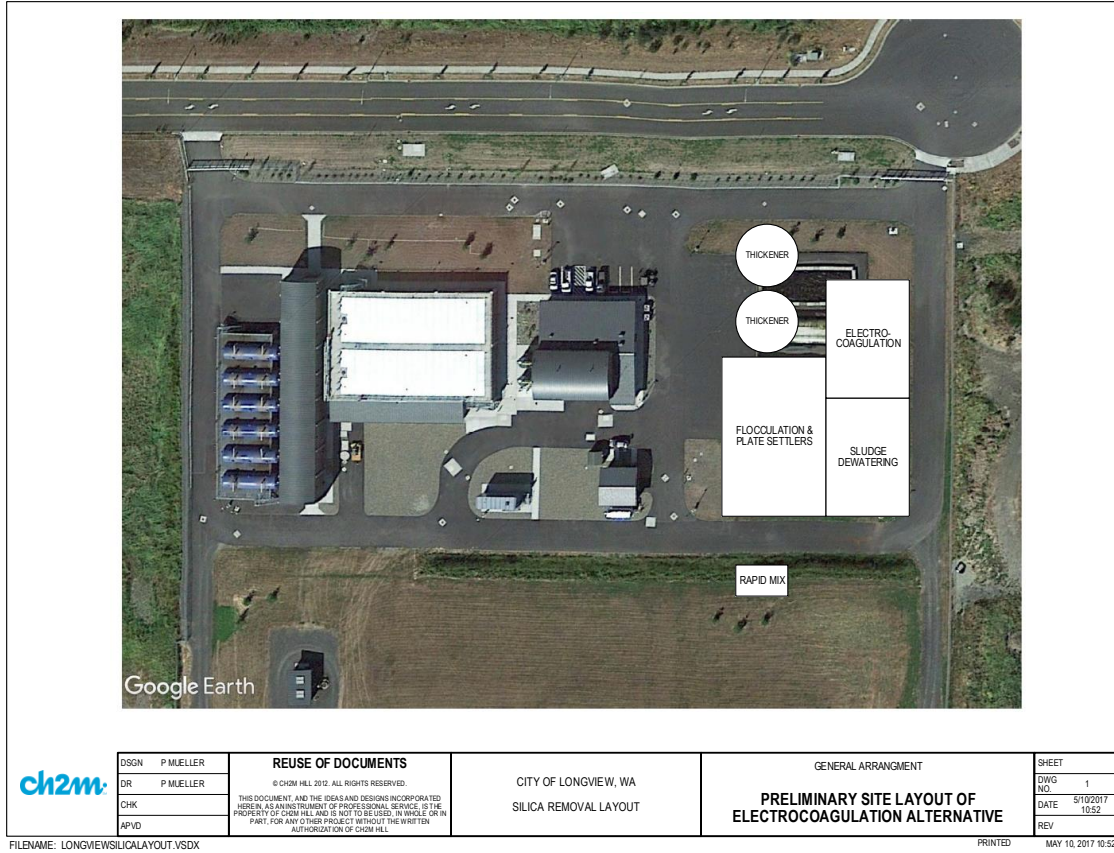 THICKENER
THICKENER
ELECTRO-
COAGULATION
FLOCCULATION &
PLATE SETTLERS
SLUDGE
DEWATERING
RAPID MIX
Google Earth
ch2m:
DSGN P MUELLER
DR P MUELLER
CHK
APVD
REUSE OF DOCUMENTS
© CH2M HILL 2012. ALL RIGHTS RESERVED.
THIS DOCUMENT, AND THE IDEAS AND DESIGNS INCORPORATED
HEREIN, AS AN INSTRUMENT OF PROFESSIONAL SERVICE, IS THE
PROPERTY OF CH2M HILL AND IS NOT TO BE USED, IN WHOLE OR IN
PART, FOR ANY OTHER PROJECT WITHOUT THE WRITTEN
AUTHORIZATION OF CH2M HILL
CITY OF LONGVIEW, WA
SILICA REMOVAL LAYOUT
GENERAL ARRANGMENT
PRELIMINARY SITE LAYOUT OF
ELECTROCOAGULATION ALTERNATIVE
SHEET
DWG
NO. 1
DATE 5/10/2017
10:52
REV
FILENAME: LONGVIEWSILICALAYOUT.VSDX
PRINTED MAY 10, 2017 10:52